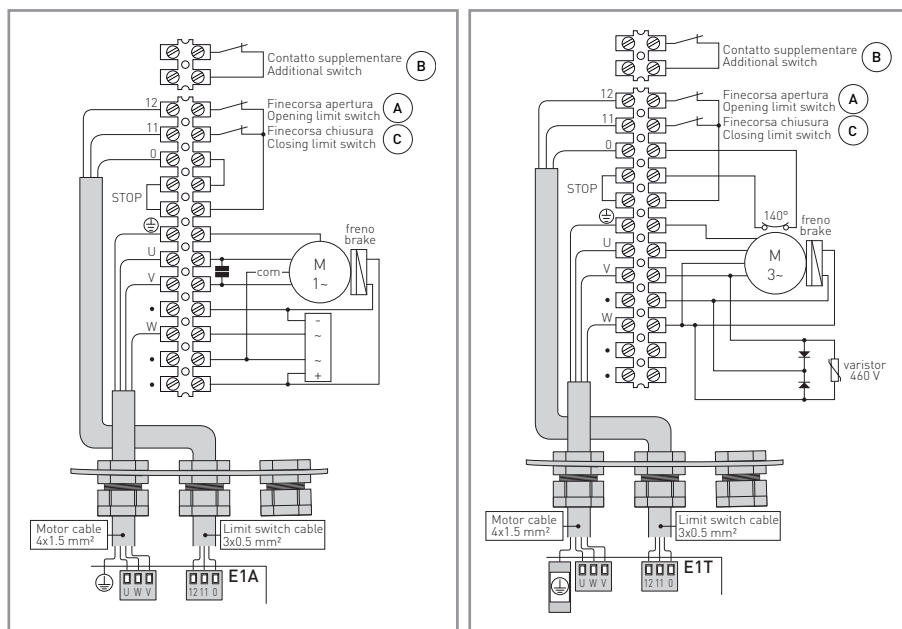 Contatto supplementare
Additional switch
B
12
Finecorsa apertura
Opening limit switch
A
11
Finecorsa chiusura
Closing limit switch
C
0
STOP
freno
brake
U
com
M
1~
V
-
~
W
~
+
Motor cable
4x1.5 mm²
Limit switch cable
3x0.5 mm²
E1A
U W V
12 11 0
Contatto supplementare
Additional switch
B
12
Finecorsa apertura
Opening limit switch
A
11
Finecorsa chiusura
Closing limit switch
C
0
STOP
140°
freno
brake
U
M
3~
V
W
varistor
460 V
Motor cable
4x1.5 mm²
Limit switch cable
3x0.5 mm²
E1T
U W V
12 11 0